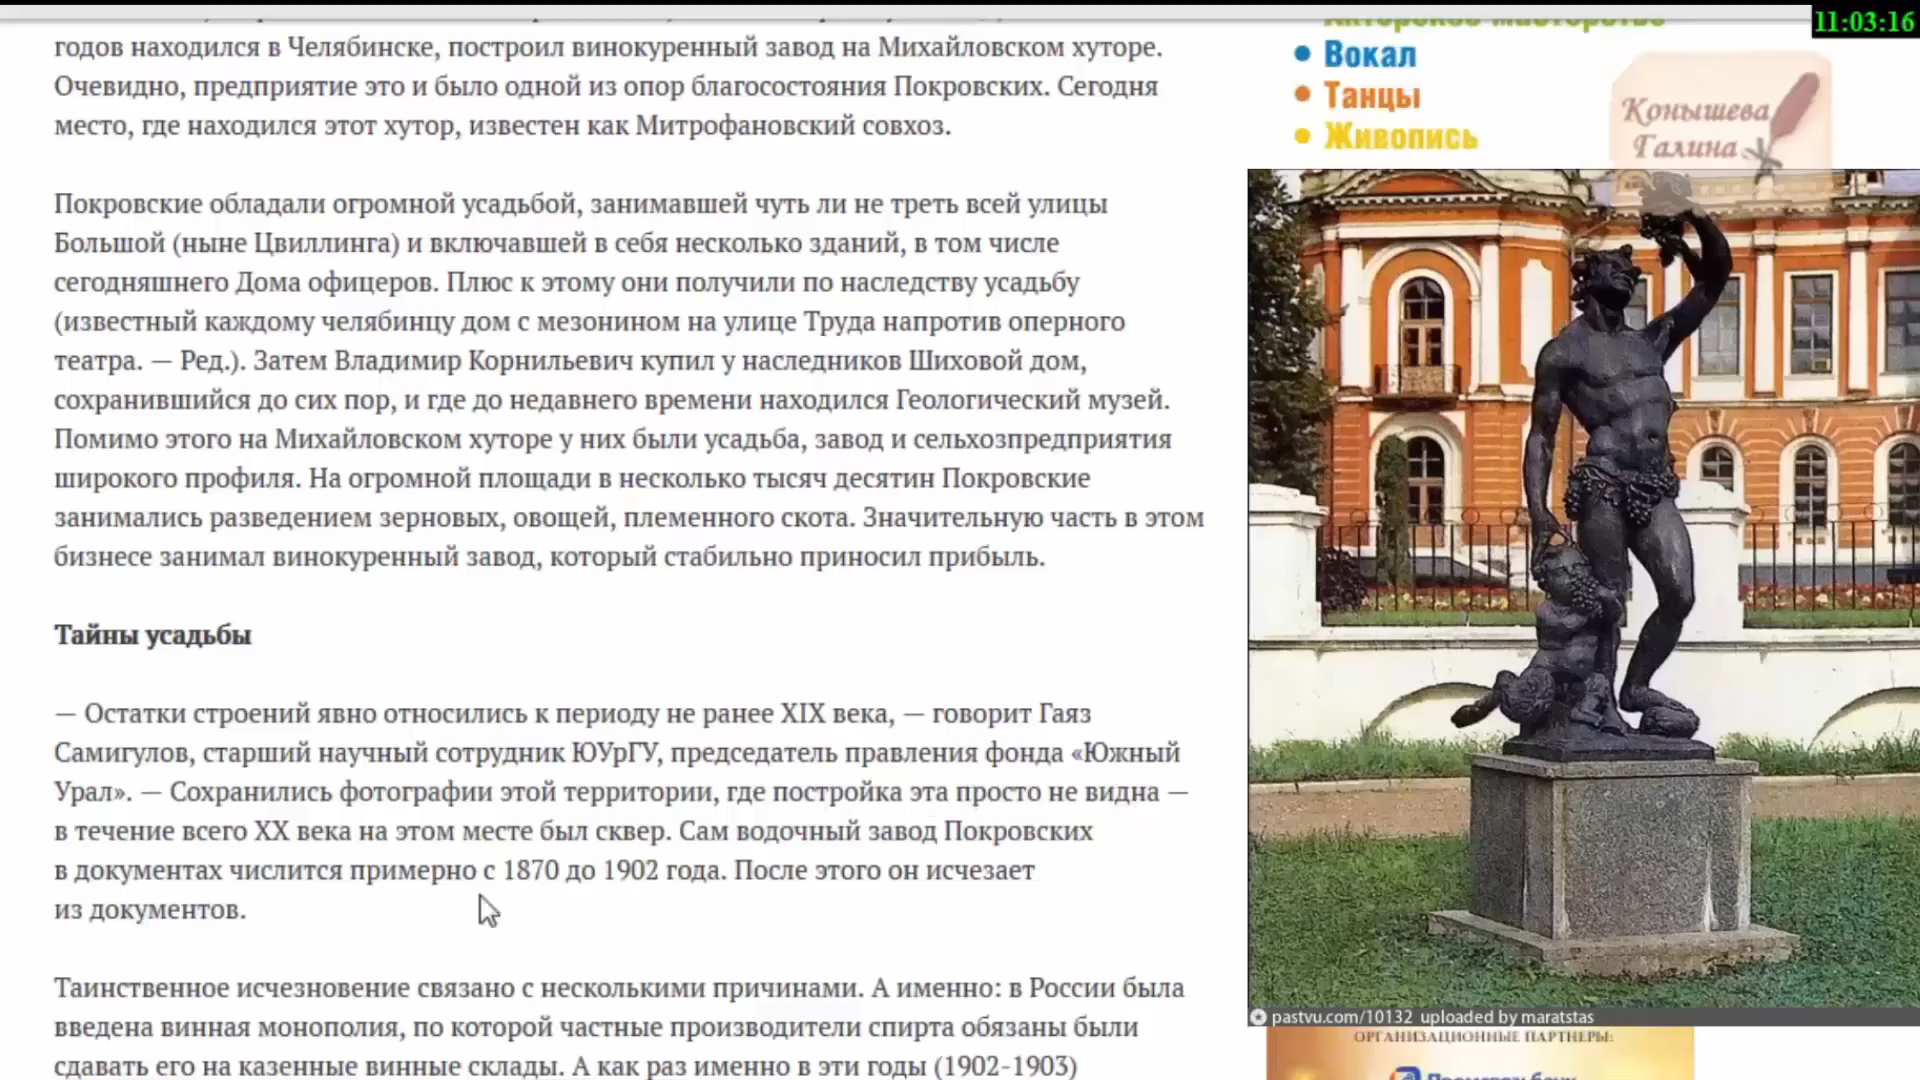 11:03:16
годов находился в Челябинске, построил винокуренный завод на Михайловском хуторе.
Очевидно, предприятие это и было одной из опор благосостояния Покровских. Сегодня
место, где находился этот хутор, известен как Митрофановский совхоз.
Покровские обладали огромной усадьбой, занимавшей чуть ли не треть всей улицы
Большой (ныне Цвиллинга) и включавшей в себя несколько зданий, в том числе
сегодняшнего Дома офицеров. Плюс к этому они получили по наследству усадьбу
(известный каждому челябинцу дом с мезонином на улице Труда напротив оперного
театра. — Ред.). Затем Владимир Корнильевич купил у наследников Шиховой дом,
сохранившийся до сих пор, и где до недавнего времени находился Геологический музей.
Помимо этого на Михайловском хуторе у них были усадьба, завод и сельхозпредприятия
широкого профиля. На огромной площади в несколько тысяч десятин Покровские
занимались разведением зерновых, овощей, племенного скота. Значительную часть в этом
бизнесе занимал винокуренный завод, который стабильно приносил прибыль.
Тайны усадьбы
— Остатки строений явно относились к периоду не ранее XIX века, — говорит Гаяз
Самигулов, старший научный сотрудник ЮУрГУ, председатель правления фонда «Южный
Урал». — Сохранились фотографии этой территории, где постройка эта просто не видна —
в течение всего XX века на этом месте был сквер. Сам водочный завод Покровских
в документах числится примерно с 1870 до 1902 года. После этого он исчезает
из документов.
Таинственное исчезновение связано с несколькими причинами. А именно: в России была
введена винная монополия, по которой частные производители спирта обязаны были
сдавать его на казенные винные склады. А как раз именно в эти годы (1902-1903)
Актерское мастерство
• Вокал
• Танцы
• Живопись
Конышева
Галина
pastvu.com/10132 uploaded by maratstas
ОРГАНИЗАЦИОННЫЕ ПАРТНЕРЫ: